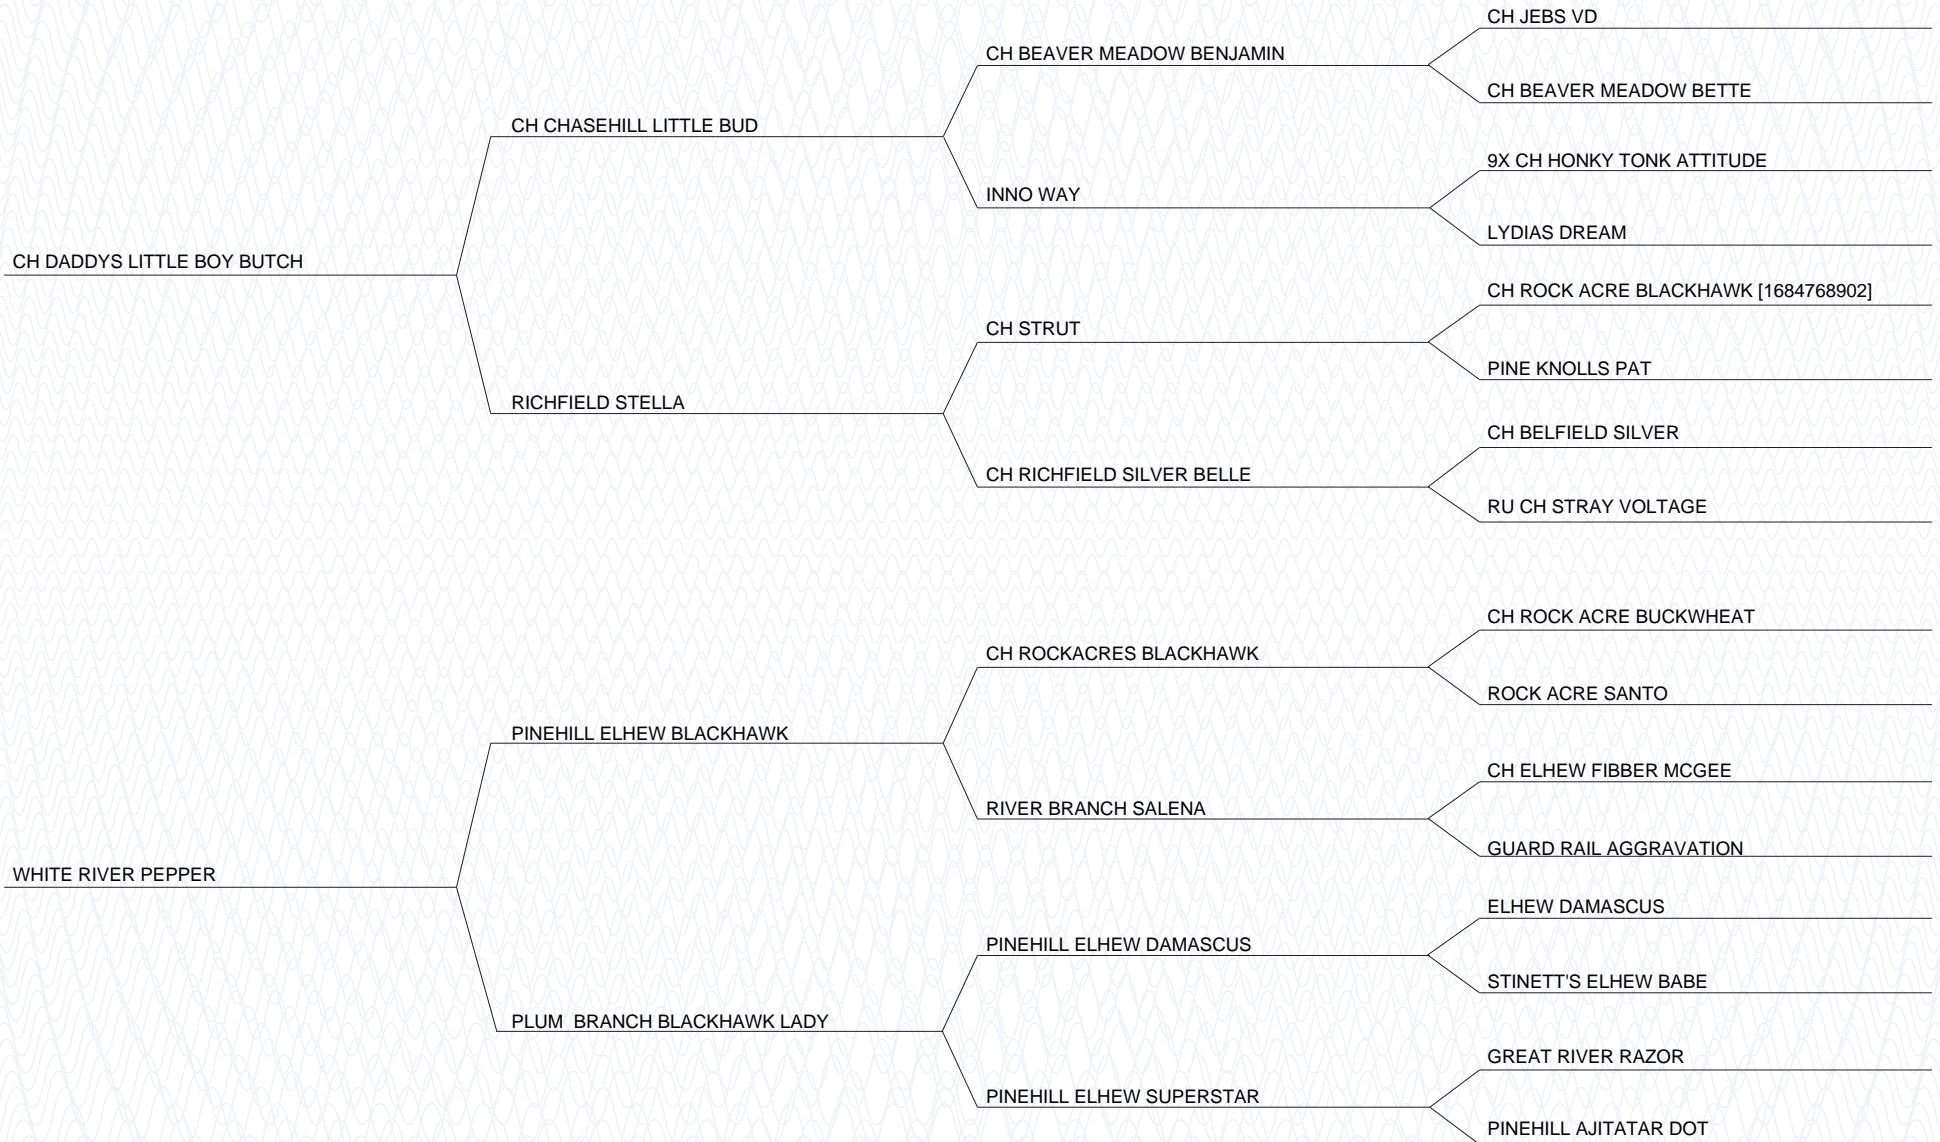 CH JEBS VD
CH BEAVER MEADOW BENJAMIN
CH BEAVER MEADOW BETTE
CH CHASEHILL LITTLE BUD
9X CH HONKY TONK ATTITUDE
INNO WAY
LYDIAS DREAM
CH DADDYS LITTLE BOY BUTCH
CH ROCK ACRE BLACKHAWK [1684768902]
CH STRUT
PINE KNOLLS PAT
RICHFIELD STELLA
CH BELFIELD SILVER
CH RICHFIELD SILVER BELLE
RU CH STRAY VOLTAGE
CH ROCK ACRE BUCKWHEAT
CH ROCKACRES BLACKHAWK
ROCK ACRE SANTO
PINEHILL ELHEW BLACKHAWK
CH ELHEW FIBBER MCGEE
RIVER BRANCH SALENA
GUARD RAIL AGGRAVATION
WHITE RIVER PEPPER
ELHEW DAMASCUS
PINEHILL ELHEW DAMASCUS
STINETT'S ELHEW BABE
PLUM  BRANCH BLACKHAWK LADY
GREAT RIVER RAZOR
PINEHILL ELHEW SUPERSTAR
PINEHILL AJITATAR DOT